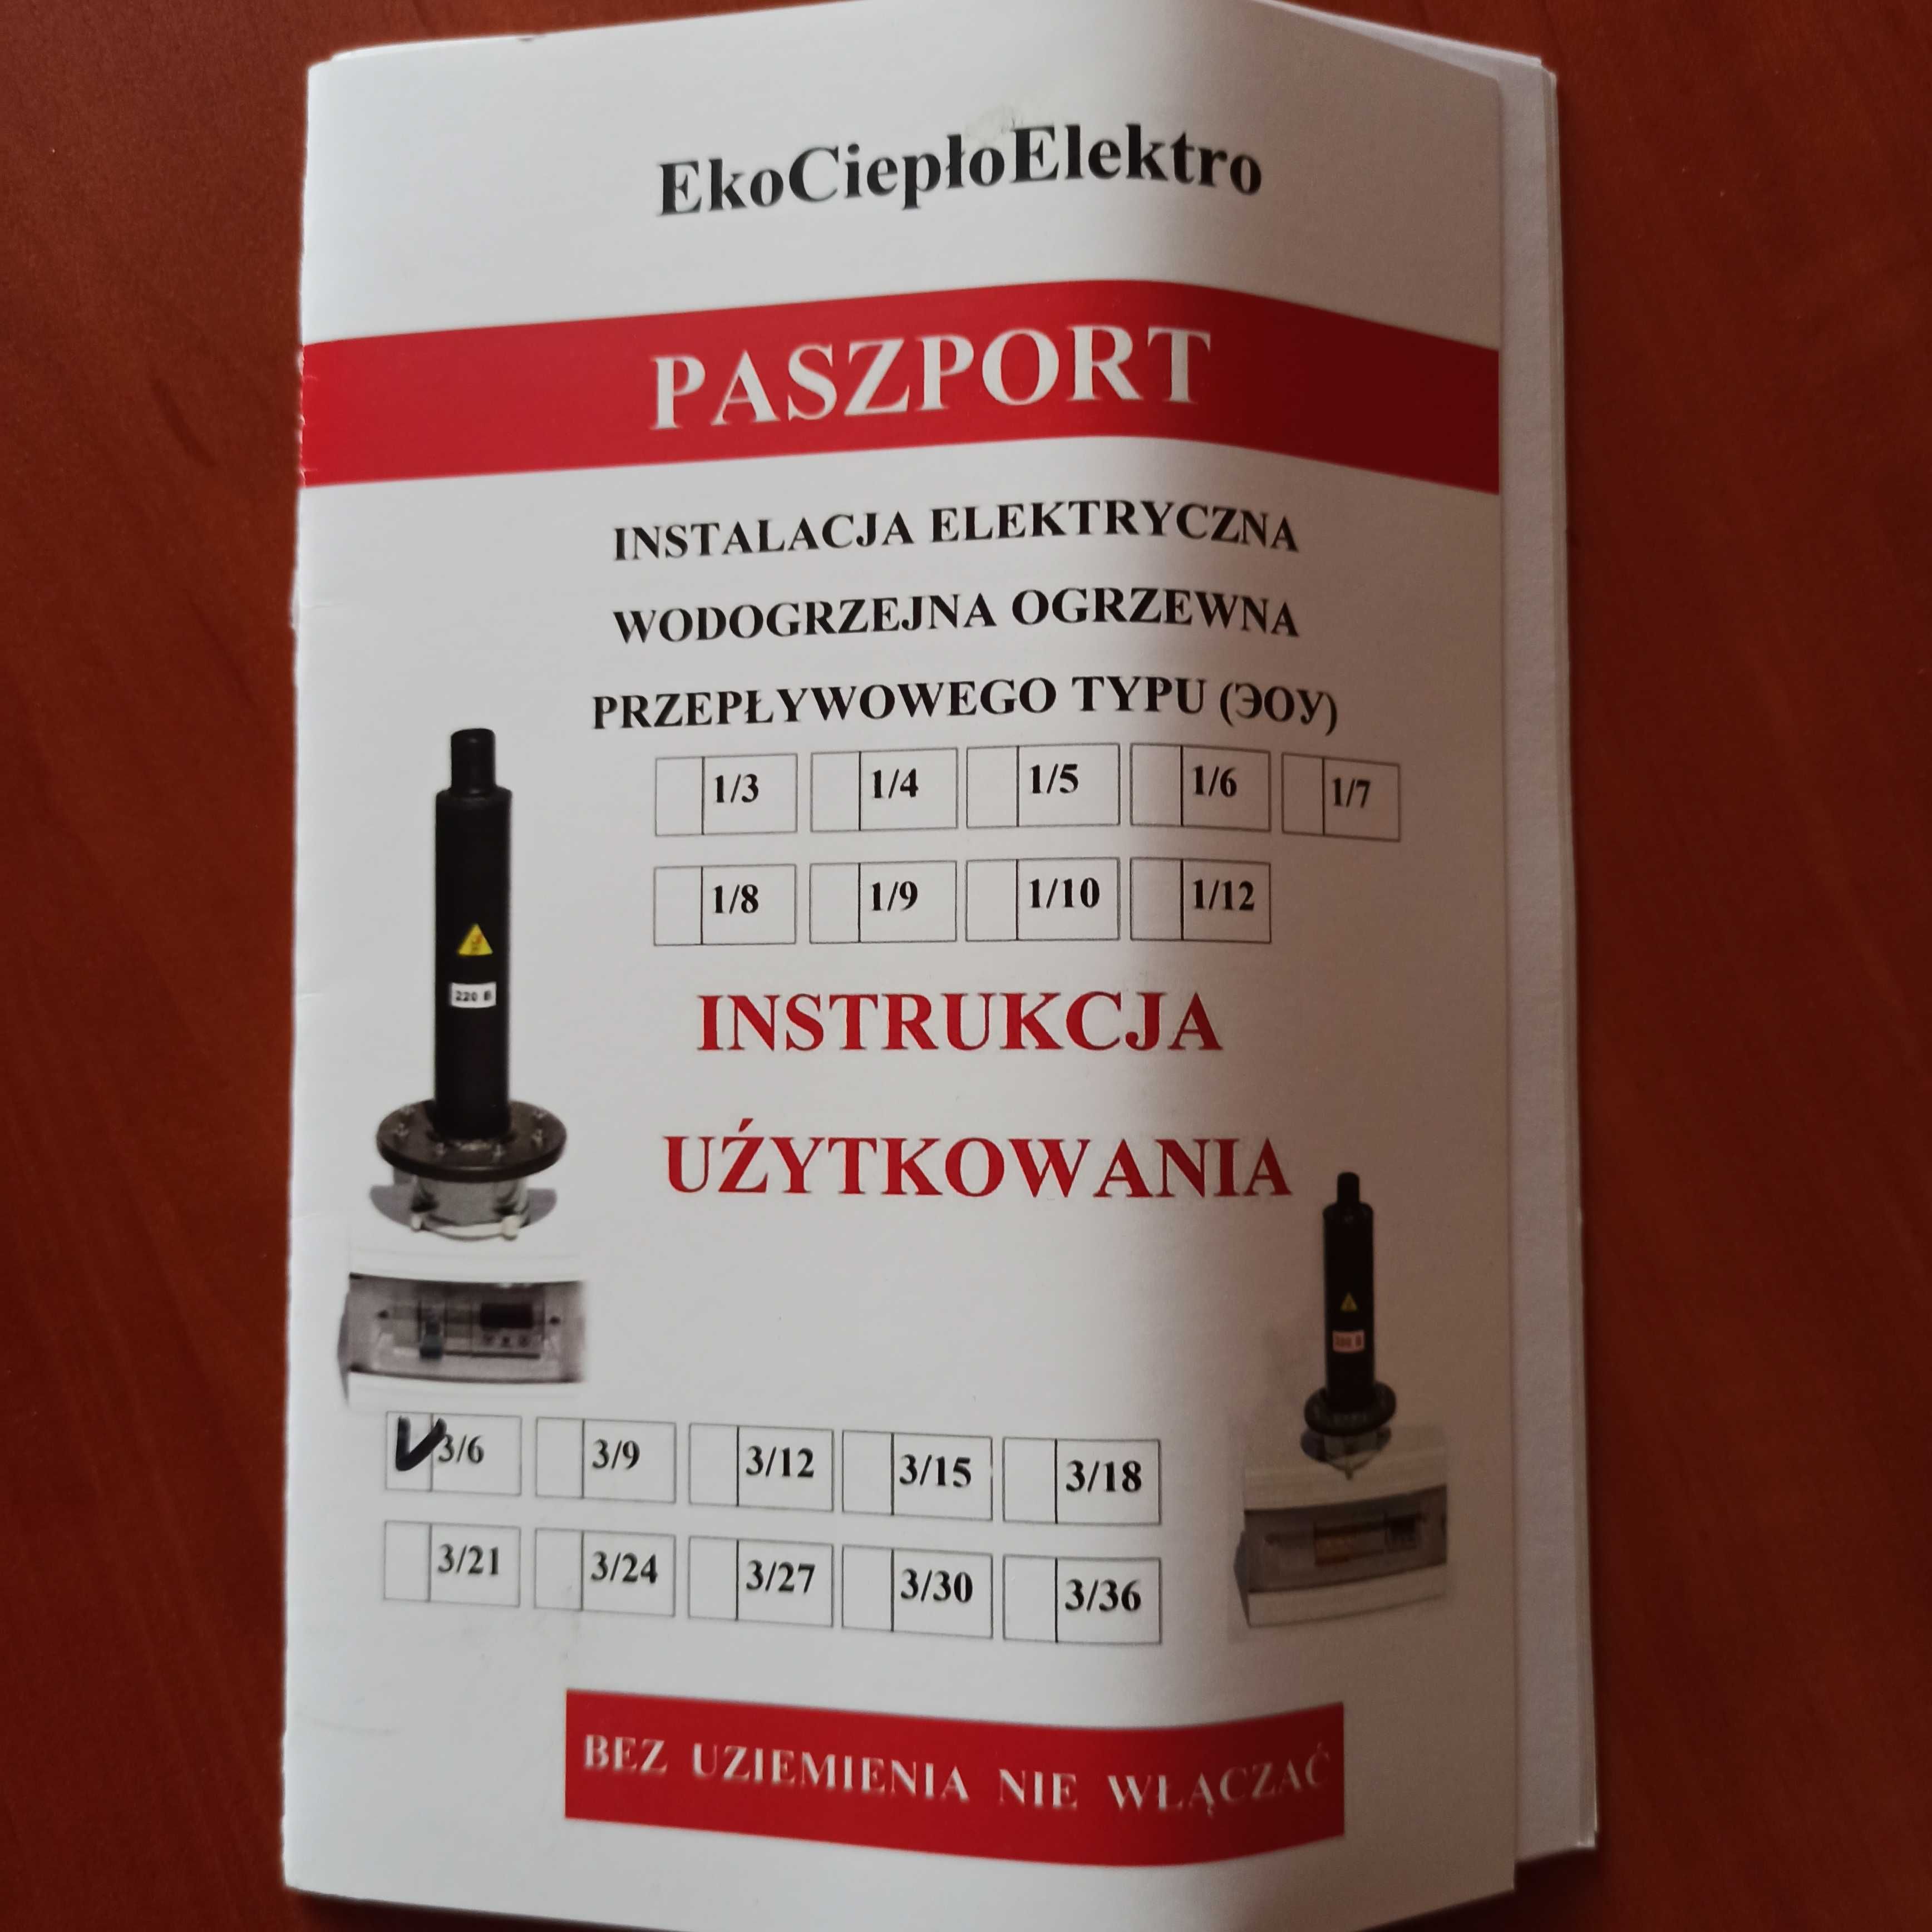 EkoCiepłoElektro
PASZPORT
INSTALACJA ELEKTRYCZNA
WODOGRZEJNA OGRZEWNA
PRZEPŁYWOWEGO TYPU (ЭОУ)
1/3 1/4 1/5 1/6 1/7
1/8 1/9 1/10 1/12
220 В
INSTRUKCJA
UŹYTKOWANIA
3/6 3/9 3/12 3/15 3/18
3/21 3/24 3/27 3/30 3/36
BEZ UZIEMIENIA NIE WŁĄCZAĆ